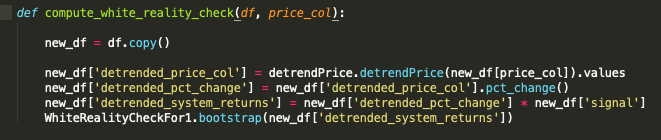 def compute_white_reality_check(df, price_col):
new_df = df.copy()
new_df['detrended_price_col'] = detrendPrice.detrendPrice(new_df[price_col]).values
new_df['detrended_pct_change'] = new_df['detrended_price_col'].pct_change()
new_df['detrended_system_returns'] = new_df['detrended_pct_change'] * new_df['signal']
WhiteRealityCheckFor1.bootstrap(new_df['detrended_system_returns'])